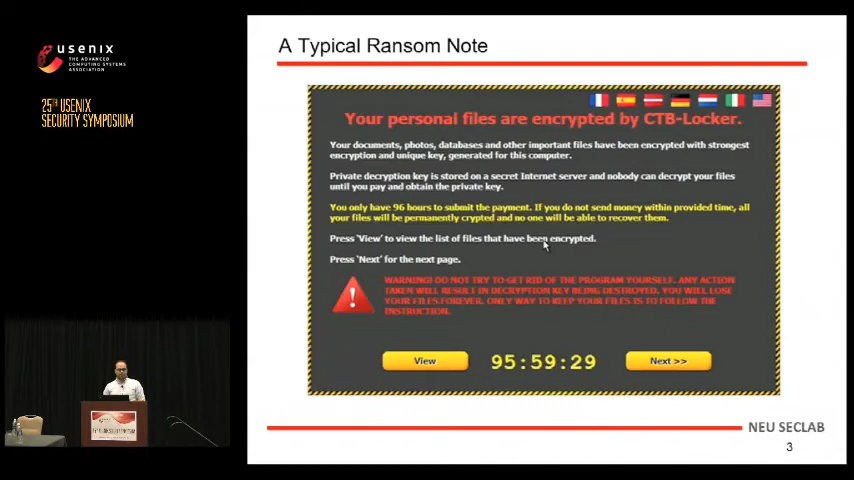 usenix
THE ADVANCED
COMPUTING SYSTEMS
ASSOCIATION
25TH USENIX
SECURITY SYMPOSIUM
A Typical Ransom Note
Your personal files are encrypted by CTB-Locker.
Your documents, photos, databases and other important files have been encrypted with strongest
encryption and unique key, generated for this computer.
Private decryption key is stored on a secret Internet server and nobody can decrypt your files
until you pay and obtain the private key.
You only have 96 hours to submit the payment. If you do not send money within provided time, all
your files will be permanently crypted and no one will be able to recover them.
Press 'View' to view the list of files that have been encrypted.
Press 'Next' for the next page.
WARNING! DO NOT TRY TO GET RID OF THE PROGRAM YOURSELF. ANY ACTION
TAKEN WILL RESULT IN DECRYPTION KEY BEING DESTROYED. YOU WILL LOSE
YOUR FILES FOREVER. ONLY WAY TO KEEP YOUR FILES IS TO FOLLOW THE
INSTRUCTION.
View
95:59:29
Next >>
NEU SECLAB
3